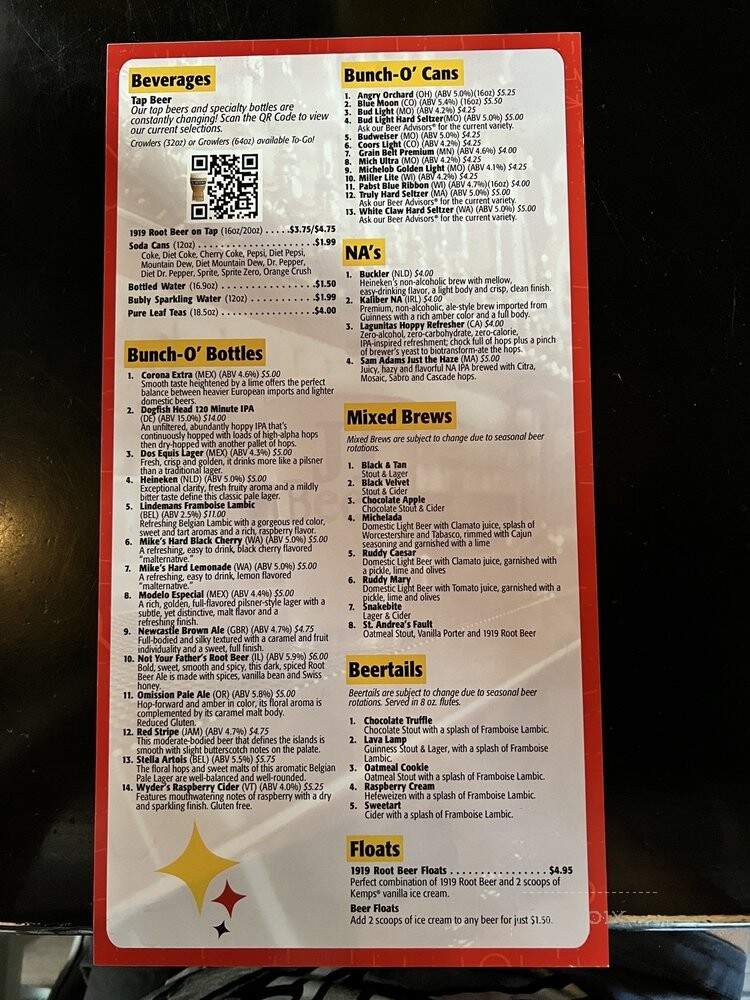 Beverages
Tap Beer
Our tap beers and specialty bottles are
constantly changing! Scan the QR Code to view
our current selections.
Crowlers (32oz) or Growlers (64oz) available To-Go!
1919 Root Beer on Tap (16oz/20oz) .....$3.75/$4.75
Soda Cans (12oz) ....................$1.99
Coke, Diet Coke, Cherry Coke, Pepsi, Diet Pepsi,
Mountain Dew, Diet Mountain Dew, Dr. Pepper,
Diet Dr. Pepper, Sprite, Sprite Zero, Orange Crush
Bottled Water (16.9oz) ...............$1.50
Bubly Sparkling Water (12oz) ...........$1.99
Pure Leaf Teas (18.5oz) ...............$4.00
Bunch-O' Bottles
1. Corona Extra (MEX) (ABV 4.6%) $5.00
Smooth taste heightened by a lime offers the perfect
balance between heavier European imports and lighter
domestic beers.
2. Dogfish Head 120 Minute IPA
(DE) (ABV 15.0%) $14.00
An unfiltered, abundantly hoppy IPA that's
continuously hopped with loads of high-alpha hops
then dry-hopped with another pallet of hops.
3. Dos Equis Lager (MEX) (ABV 4.3%) $5.00
Fresh, crisp and golden, it drinks more like a pilsner
than a traditional lager.
4. Heineken (NLD) (ABV 5.0%) $5.00
Exceptional clarity, fresh fruity aroma and a mildly
bitter taste define this classic pale lager.
5. Lindemans Framboise Lambic
(BEL) (ABV 2.5%) $11.00
Refreshing Belgian Lambic with a gorgeous red color,
sweet and tart aromas and a rich, raspberry flavor.
6. Mike's Hard Black Cherry (WA) (ABV 5.0%) $5.00
A refreshing, easy to drink, black cherry flavored
"malternative."
7. Mike's Hard Lemonade (WA) (ABV 5.0%) $5.00
A refreshing, easy to drink, lemon flavored
"malternative."
8. Modelo Especial (MEX) (ABV 4.4%) $5.00
A rich, golden, full-flavored pilsner-style lager with a
subtle, yet distinctive, malt flavor and a
refreshing finish.
9. Newcastle Brown Ale (GBR) (ABV 4.7%) $4.75
Full-bodied and silky textured with a caramel and fruit
individuality and a sweet, full finish.
10. Not Your Father's Root Beer (IL) (ABV 5.9%) $6.00
Bold, sweet, smooth and spicy, this dark, spiced Root
Beer Ale is made with spices, vanilla bean and Swiss
honey.
11. Omission Pale Ale (OR) (ABV 5.8%) $5.00
Hop-forward and amber in color, its floral aroma is
complemented by its caramel malt body.
Reduced Gluten.
12. Red Stripe (JAM) (ABV 4.7%) $4.75
This moderate-bodied beer that defines the islands is
smooth with slight butterscotch notes on the palate.
13. Stella Artois (BEL) (ABV 5.5%) $5.75
The floral hops and sweet malts of this aromatic Belgian
Pale Lager are well-balanced and well-rounded.
14. Wyder's Raspberry Cider (VT) (ABV 4.0%) $5.25
Features mouthwatering notes of raspberry with a dry
and sparkling finish. Gluten free.
Bunch-O' Cans
1. Angry Orchard (OH) (ABV 5.0%)(16oz) $5.25
2. Blue Moon (CO) (ABV 5.4%) (16oz) $5.50
3. Bud Light (MO) (ABV 4.2%) $4.25
4. Bud Light Hard Seltzer(MO) (ABV 5.0%) $5.00
Ask our Beer Advisors® for the current variety.
5. Budweiser (MO) (ABV 5.0%) $4.25
6. Coors Light (CO) (ABV 4.2%) $4.25
7. Grain Belt Premium (MN) (ABV 4.6%) $4.00
8. Mich Ultra (MO) (ABV 4.2%) $4.25
9. Michelob Golden Light (MO) (ABV 4.1%) $4.25
10. Miller Lite (WI) (ABV 4.2%) $4.25
11. Pabst Blue Ribbon (WI) (ABV 4.7%)(16oz) $4.00
12. Truly Hard Seltzer (MA) (ABV 5.0%) $5.00
Ask our Beer Advisors® for the current variety.
13. White Claw Hard Seltzer (WA) (ABV 5.0%) $5.00
Ask our Beer Advisors® for the current variety.
NA's
1. Buckler (NLD) $4.00
Heineken's non-alcoholic brew with mellow,
easy-drinking flavor, a light body and crisp, clean finish.
2. Kaliber NA (IRL) $4.00
Premium, non-alcoholic, ale-style brew imported from
Guinness with a rich amber color and a full body.
3. Lagunitas Hoppy Refresher (CA) $4.00
Zero-alcohol, zero-carbohydrate, zero-calorie,
IPA-inspired refreshment; chock full of hops plus a pinch
of brewer's yeast to biotransform-ate the hops.
4. Sam Adams Just the Haze (MA) $5.00
Juicy, hazy and flavorful NA IPA brewed with Citra,
Mosaic, Sabro and Cascade hops.
Mixed Brews
Mixed Brews are subject to change due to seasonal beer
rotations.
1. Black & Tan
Stout & Lager
2. Black Velvet
Stout & Cider
3. Chocolate Apple
Chocolate Stout & Cider
4. Michelada
Domestic Light Beer with Clamato juice, splash of
Worcestershire and Tabasco, rimmed with Cajun
seasoning and garnished with a lime
5. Ruddy Caesar
Domestic Light Beer with Clamato juice, garnished with
a pickle, lime and olives
6. Ruddy Mary
Domestic Light Beer with Tomato juice, garnished with a
pickle, lime and olives
7. Snakebite
Lager & Cider
8. St. Andrea's Fault
Oatmeal Stout, Vanilla Porter and 1919 Root Beer
Beertails
Beertails are subject to change due to seasonal beer
rotations. Served in 8 oz. flutes.
1. Chocolate Truffle
Chocolate Stout with a splash of Framboise Lambic.
2. Lava Lamp
Guinness Stout & Lager, with a splash of Framboise
Lambic.
3. Oatmeal Cookie
Oatmeal Stout with a splash of Framboise Lambic.
4. Raspberry Cream
Hefeweizen with a splash of Framboise Lambic.
5. Sweetart
Cider with a splash of Framboise Lambic.
Floats
1919 Root Beer Floats ...............$4.95
Perfect combination of 1919 Root Beer and 2 scoops of
Kemps® vanilla ice cream.
Beer Floats
Add 2 scoops of ice cream to any beer for just $1.50.